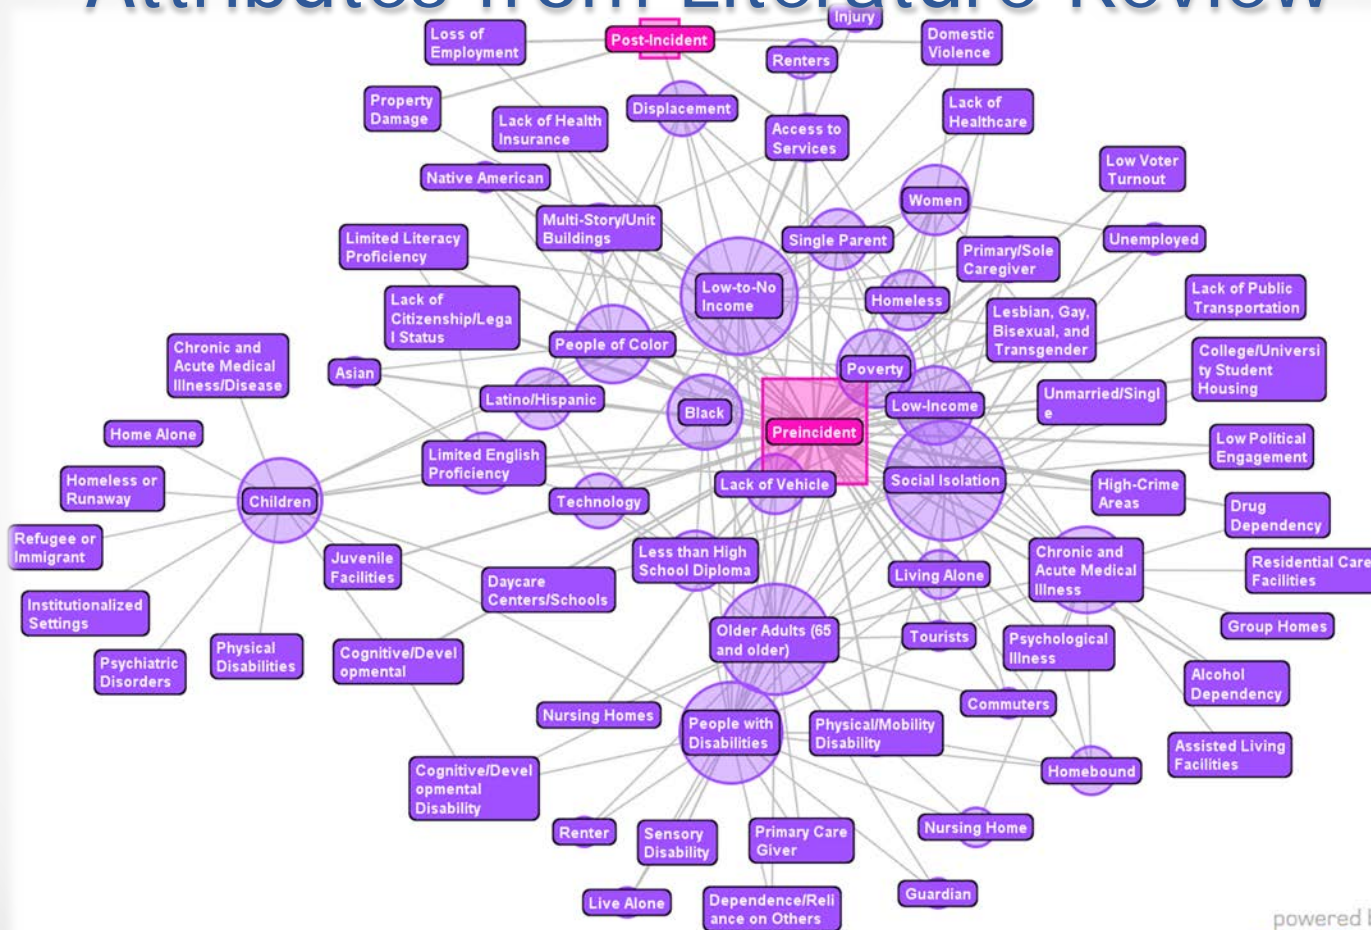 Attributes from Literature Review
Injury
Loss of
Employment
Post-Incident
Domestic
Violence
Renters
Property
Damage
Displacement
Lack of
Healthcare
Lack of Health
Insurance
Access to
Services
Low Voter
Turnout
Native American
Women
Multi-Story/Unit
Buildings
Single Parent
Unemployed
Limited Literacy
Proficiency
Primary/Sole
Caregiver
Low-to-No
Income
Homeless
Lack of Public
Transportation
Lack of
Citizenship/Lega
l Status
Lesbian, Gay,
Bisexual, and
Transgender
People of Color
Chronic and
Acute Medical
Illness/Disease
College/Universi
ty Student
Housing
Asian
Poverty
Latino/Hispanic
Black
Low-Income
Unmarried/Singl
e
Preincident
Home Alone
Low Political
Engagement
Limited English
Proficiency
Homeless or
Runaway
Children
Technology
Lack of Vehicle
Social Isolation
High-Crime
Areas
Drug
Dependency
Refugee or
Immigrant
Juvenile
Facilities
Less than High
School Diploma
Living Alone
Chronic and
Acute Medical
Illness
Residential Care
Facilities
Daycare
Centers/Schools
Institutionalized
Settings
Older Adults (65
and older)
Tourists
Group Homes
Psychological
Illness
Physical
Disabilities
Cognitive/Devel
opmental
Psychiatric
Disorders
Alcohol
Dependency
Commuters
Nursing Homes
People with
Disabilities
Physical/Mobility
Disability
Assisted Living
Facilities
Homebound
Cognitive/Devel
opmental
Disability
Renter
Sensory
Disability
Primary Care
Giver
Nursing Home
Live Alone
Dependence/Reli
ance on Others
Guardian
powered